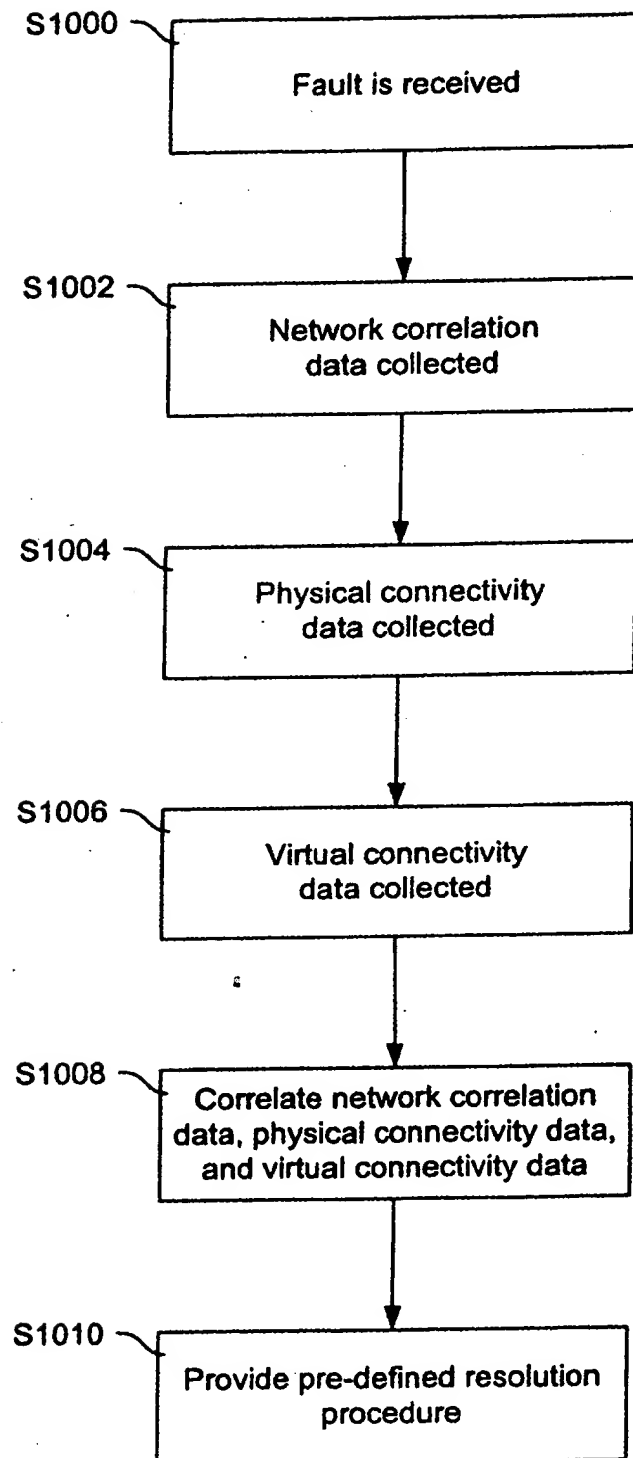 S1000
Fault is received
S1002
Network correlation
data collected
S1004
Physical connectivity
data collected
S1006
Virtual connectivity
data collected
S1008
Correlate network correlation
data, physical connectivity data,
and virtual connectivity data
S1010
Provide pre-defined resolution
procedure